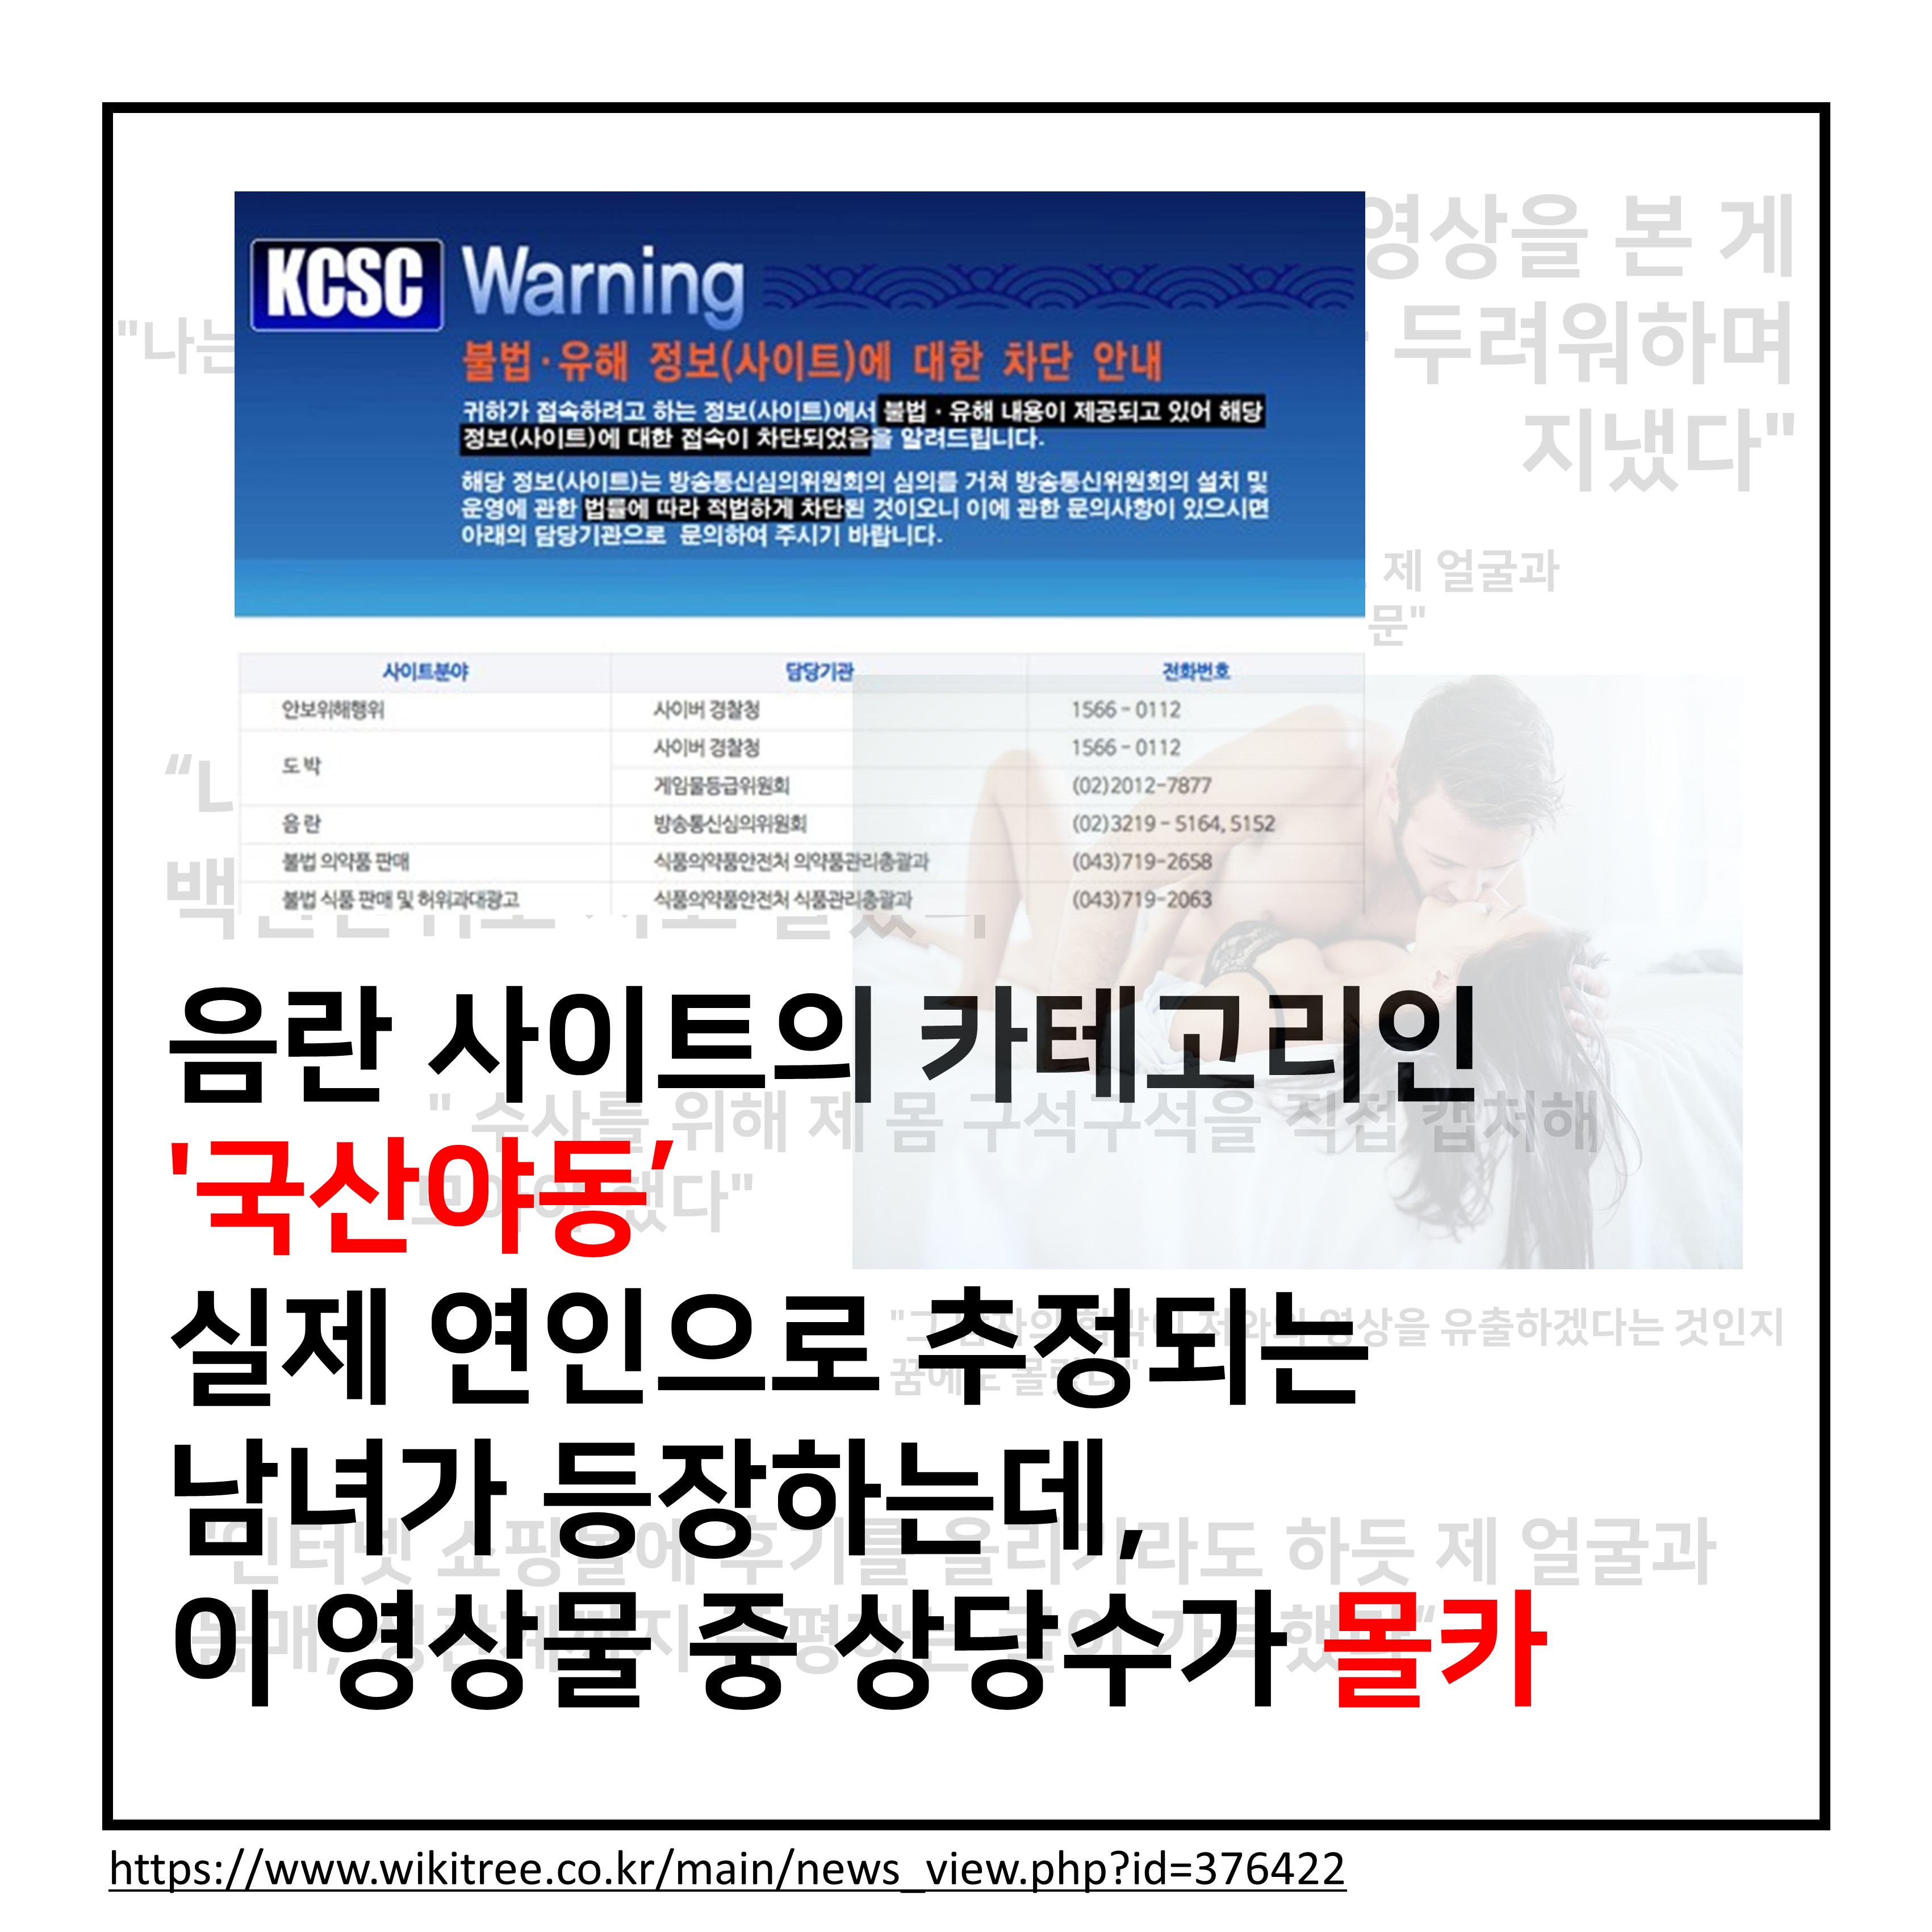 KCSC Warning
불법·유해 정보(사이트)에 대한 차단 안내
귀하가 접속하려고 하는 정보(사이트)에서 불법·유해 내용이 제공되고 있어 해당
정보(사이트)에 대한 접속이 차단되었음을 알려드립니다.
해당 정보(사이트)는 방송통신심의위원회의 심의를 거쳐 방송통신위원회의 설치 및
운영에 관한 법률에 따라 적법하게 차단된 것이오니 이에 관한 문의사항이 있으시면
아래의 담당기관으로 문의하여 주시기 바랍니다.
영상을 본 게
두려워하며
지냈다"
"나는
제 얼굴과
문"
사이트분야 담당기관 전화번호
안보위해행위 사이버 경찰청 1566 - 0112
도 박 사이버 경찰청 1566 - 0112
게임물등급위원회 (02)2012-7877
음 란 방송통신심의위원회 (02)3219 - 5164, 5152
불법 의약품 판매 식품의약품안전처 의약품관리총괄과 (043)719-2658
불법 식품 판매 및 허위과대광고 식품의약품안전처 식품관리총괄과 (043)719-2063
음란 사이트의 카테고리인
" 수사를 위해 제 몸 구석구석을 직접 캡처해
'국산야동’
했다"
실제 연인으로 추정되는
영상을 유출하겠다는 것인지
남녀가 등장하는데,
"인터넷 쇼핑몰에 후기를 올리기라도 하듯 제 얼굴과
이 영상물 중 상당수가 몰카
https://www.wikitree.co.kr/main/news_view.php?id=376422